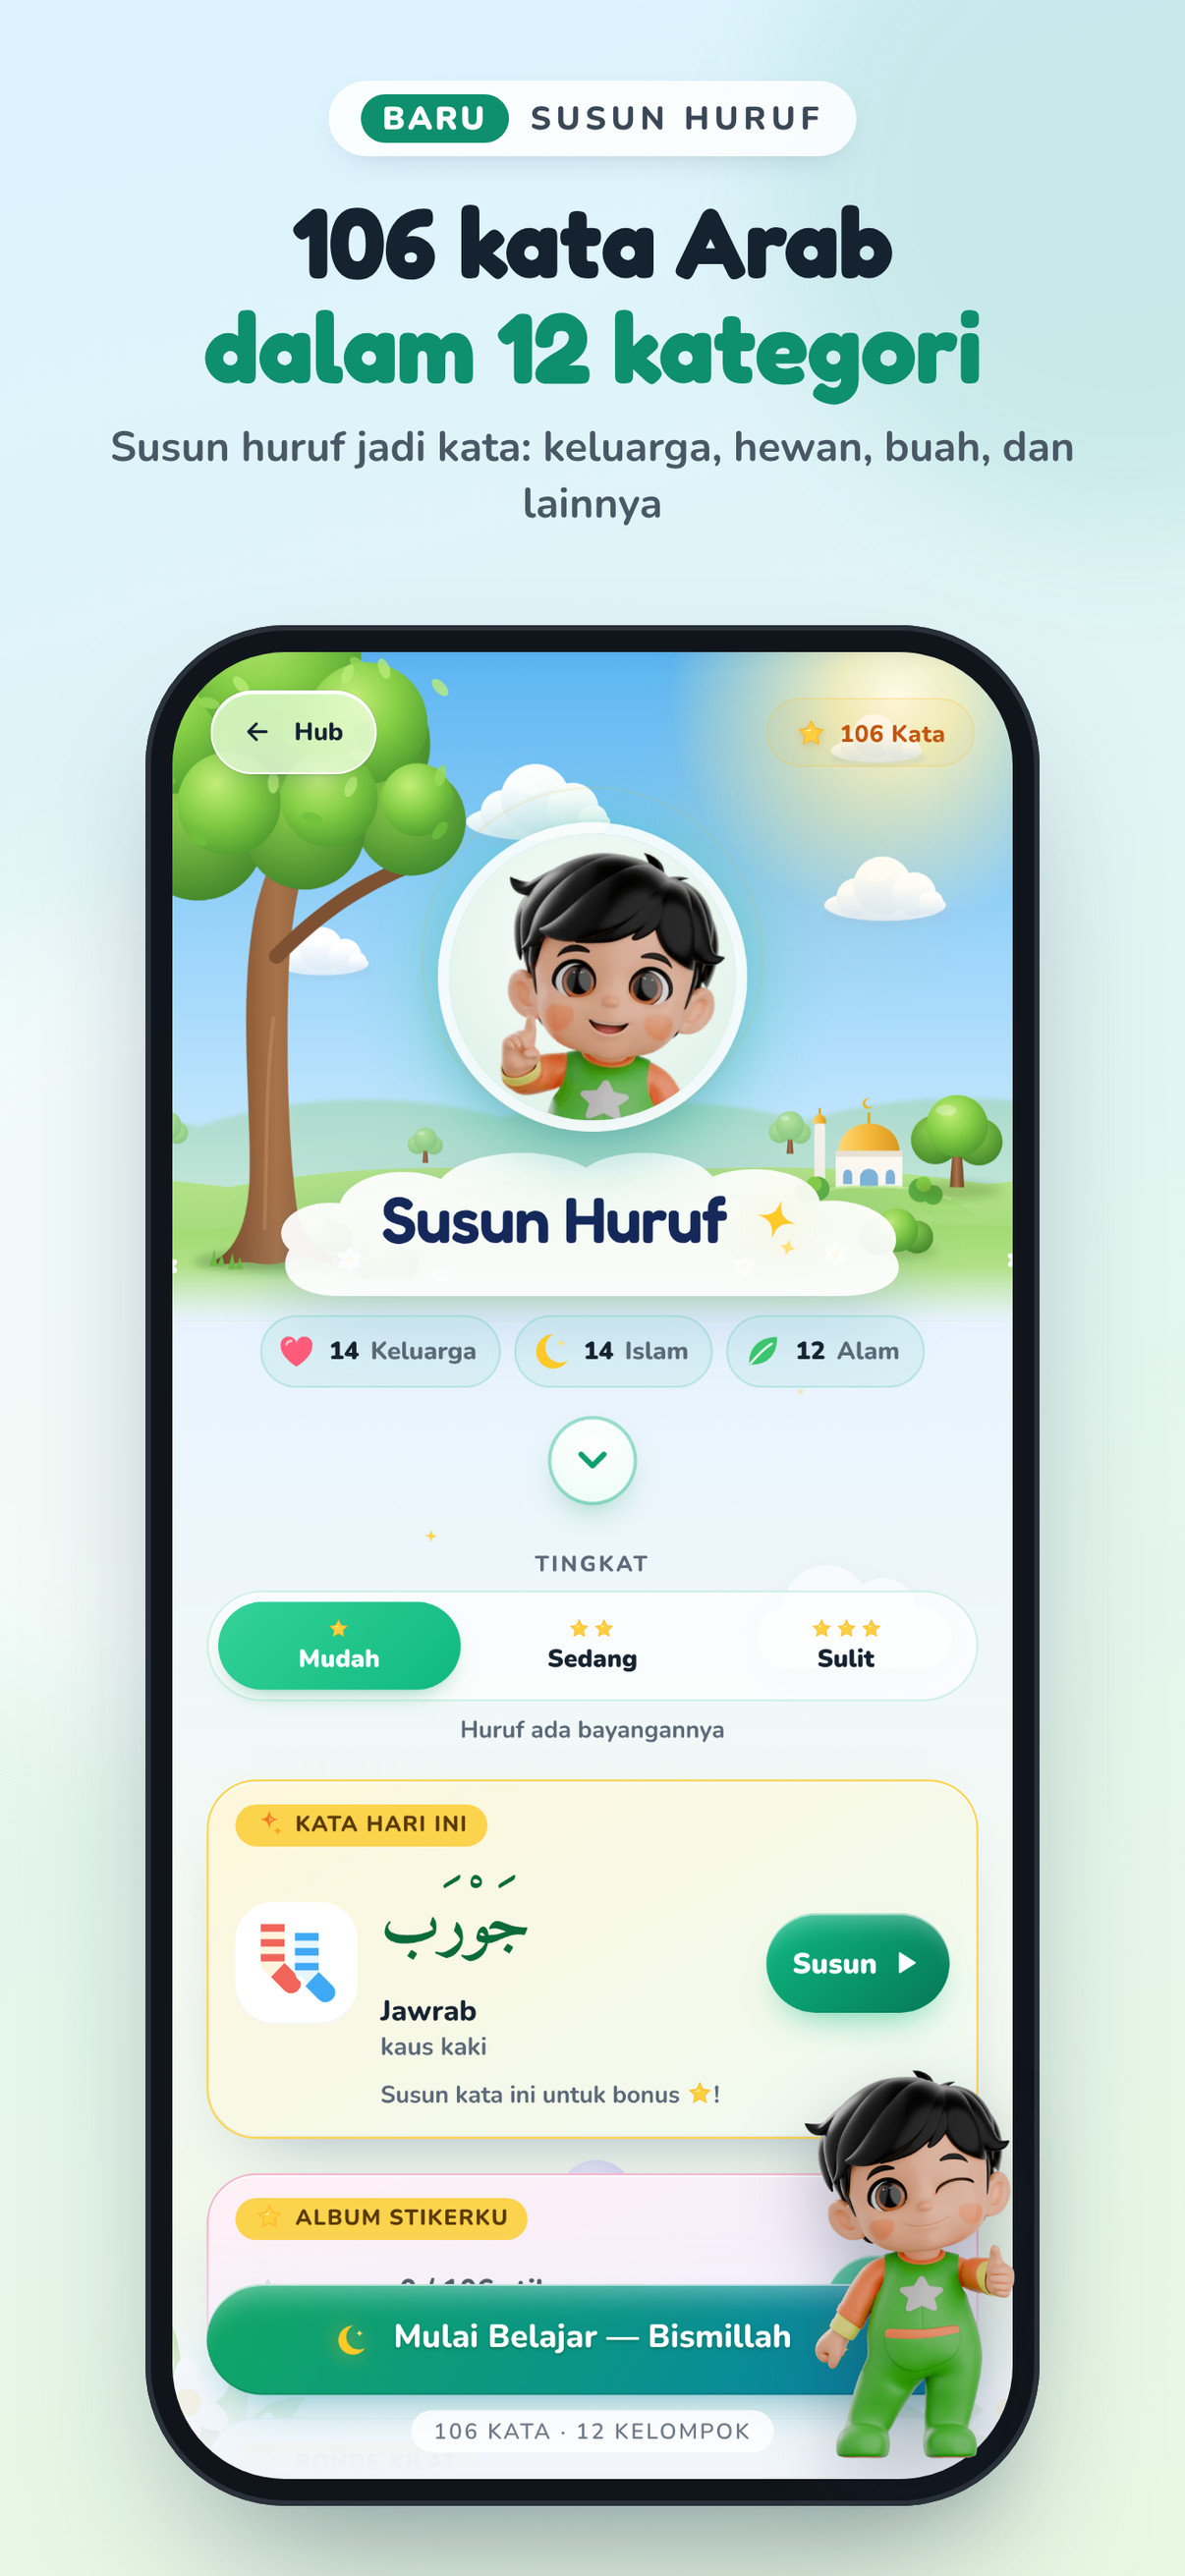 BARU SUSUN HURUF
106 kata Arab
dalam 12 kategori
Susun huruf jadi kata: keluarga, hewan, buah, dan
lainnya
← Hub
106 Kata
Susun Huruf
14 Keluarga
14 Islam
12 Alam
TINGKAT
Mudah
Sedang
Sulit
Huruf ada bayangannya
KATA HARI INI
جَوْرَب
Jawrab
kaus kaki
Susun kata ini untuk bonus ⭐!
Susun
ALBUM STIKERKU
Mulai Belajar — Bismillah
106 KATA · 12 KELOMPOK
RONDE KILAT